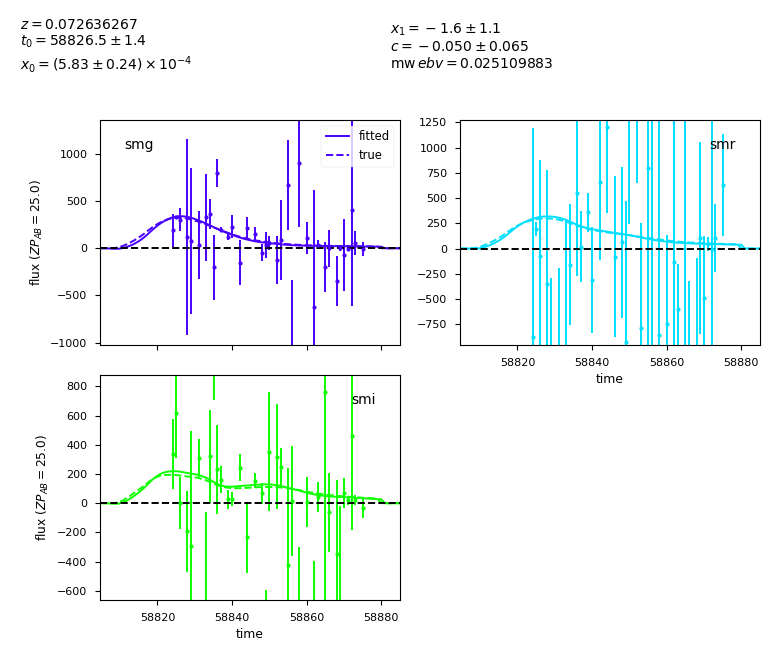 z = 0.072636267
t₀ = 58826.5 ± 1.4
x₀ = (5.83 ± 0.24) × 10⁻⁴
x₁ = −1.6 ± 1.1
c = −0.050 ± 0.065
mw ebv = 0.025109883
smg
fitted
true
1000
500
0
−500
−1000
flux (ZP_AB = 25.0)
smr
1250
1000
750
500
250
0
−250
−500
−750
58820 58840 58860 58880
time
smi
800
600
400
200
0
−200
−400
−600
flux (ZP_AB = 25.0)
58820 58840 58860 58880
time